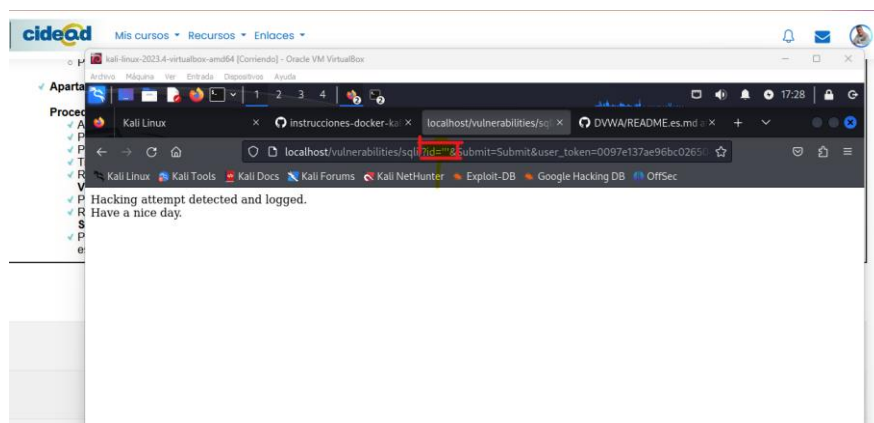 cidead Mis cursos Recursos Enlaces
kali-linux-2023.4-virtualbox-amd64 [Corriendo] - Oracle VM VirtualBox
Archivo Máquina Ver Entrada Dispositivos Ayuda
Aparta
1 2 3 4 17:28
Proced
Kali Linux instrucciones-docker-kal localhost/vulnerabilities/sql DVWA/README.es.md
localhost/vulnerabilities/sqli/?id=""&Submit=Submit&user_token=0097e137ae96bc0265
Kali Linux Kali Tools Kali Docs Kali Forums Kali NetHunter Exploit-DB Google Hacking DB OffSec
Hacking attempt detected and logged.
Have a nice day.